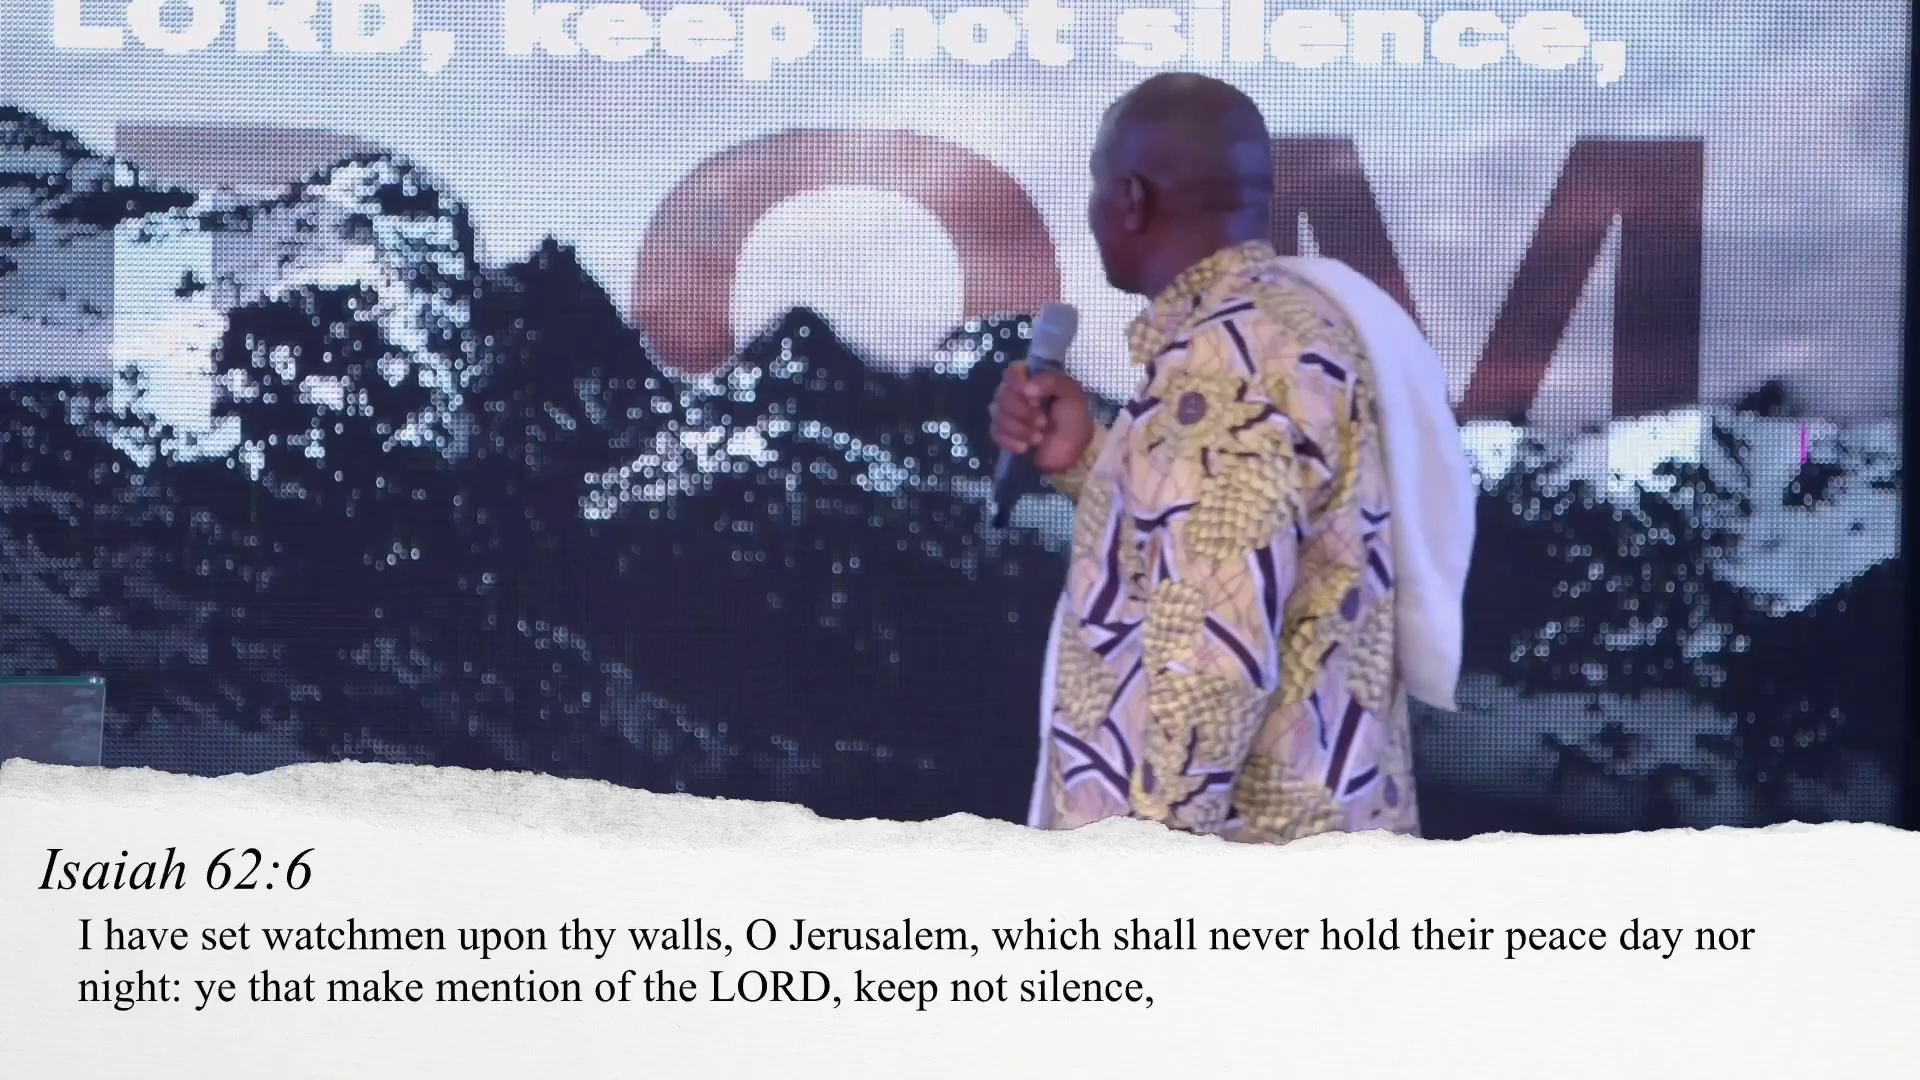 LORD, keep not silence,
Isaiah 62:6
I have set watchmen upon thy walls, O Jerusalem, which shall never hold their peace day nor
night: ye that make mention of the LORD, keep not silence,